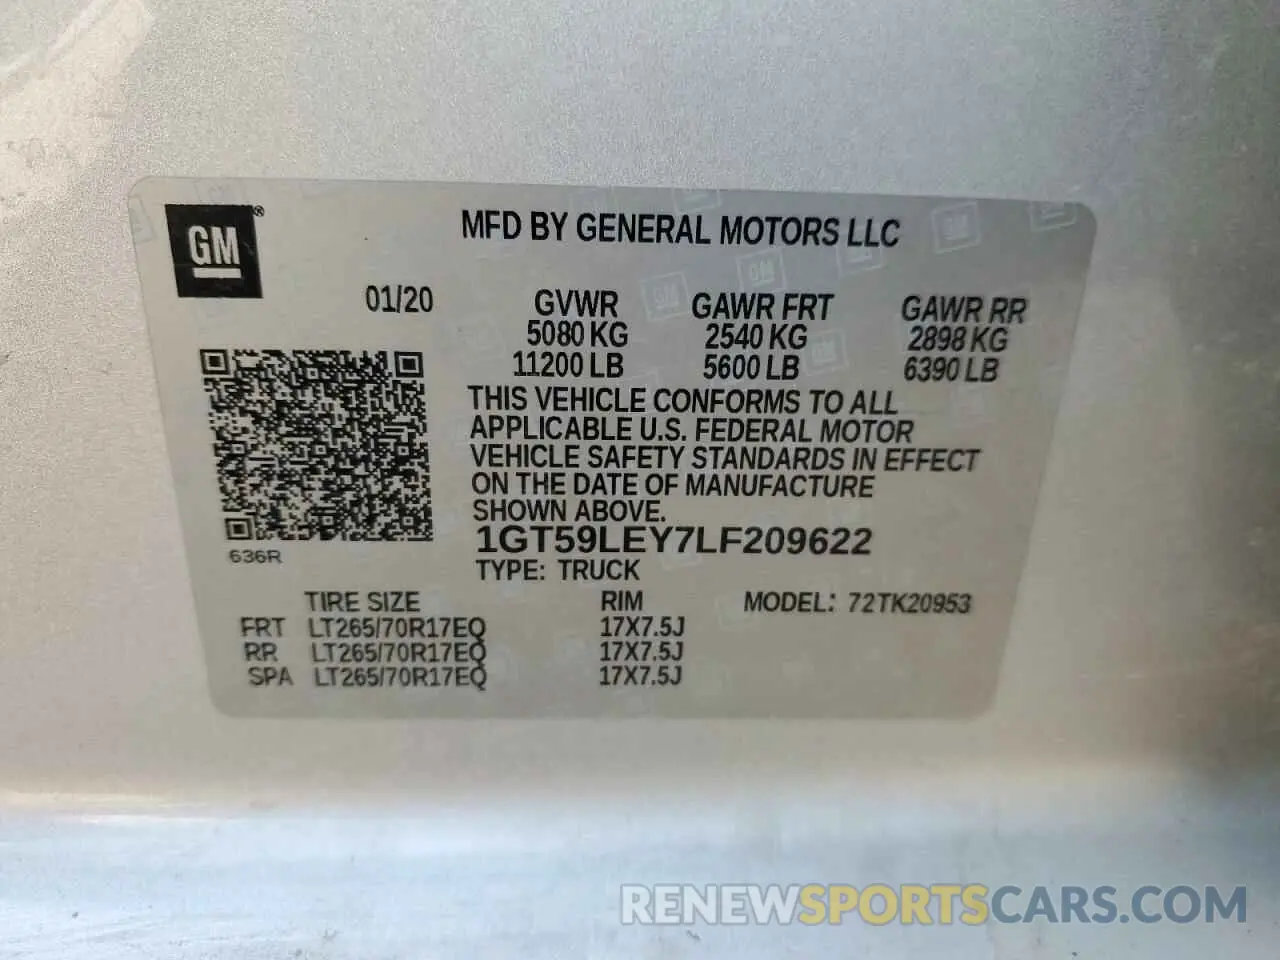 GM®
MFD BY GENERAL MOTORS LLC
01/20
GVWR GAWR FRT GAWR RR
5080 KG 2540 KG 2898 KG
11200 LB 5600 LB 6390 LB
THIS VEHICLE CONFORMS TO ALL
APPLICABLE U.S. FEDERAL MOTOR
VEHICLE SAFETY STANDARDS IN EFFECT
ON THE DATE OF MANUFACTURE
SHOWN ABOVE.
1GT59LEY7LF209622
636R
TYPE: TRUCK
TIRE SIZE RIM MODEL: 72TK20953
FRT LT265/70R17EQ 17X7.5J
RR LT265/70R17EQ 17X7.5J
SPA LT265/70R17EQ 17X7.5J
RENEWSPORTSCARS.COM